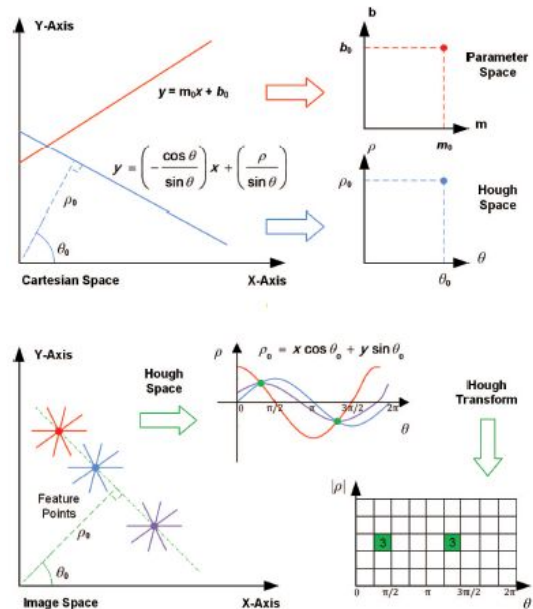 Y-Axis
y = m₀x + b₀
y = (-cos θ / sin θ) x + (ρ / sin θ)
ρ₀
θ₀
Cartesian Space
X-Axis
b
b₀
Parameter
Space
m
m₀
ρ
ρ₀
Hough
Space
θ
θ₀
Y-Axis
Feature
Points
ρ₀
θ₀
Image Space
X-Axis
Hough
Space
ρ
ρ₀ = x cos θ₀ + y sin θ₀
0 π/2 π 3π/2 2π
θ
Hough
Transform
|ρ|
3 3
0 π/2 π 3π/2 2π
θ